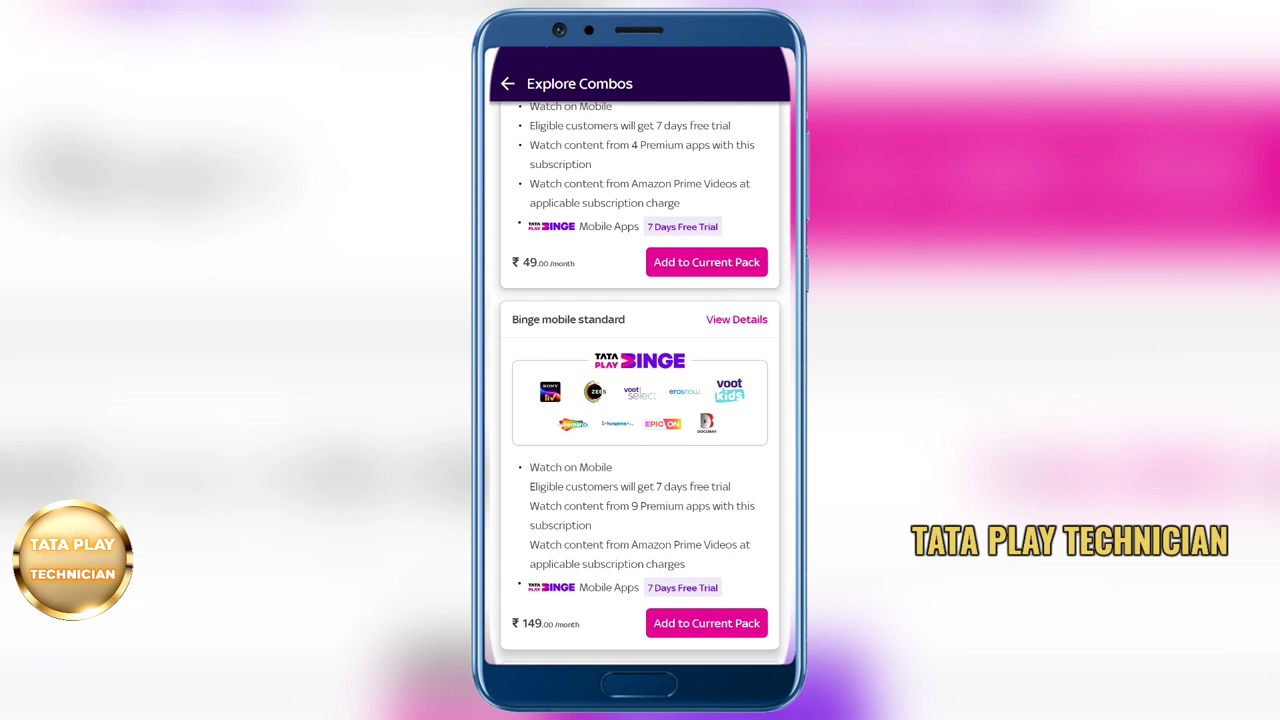 Explore Combos
Watch on Mobile
Eligible customers will get 7 days free trial
Watch content from 4 Premium apps with this
subscription
Watch content from Amazon Prime Videos at
applicable subscription charge
TATA PLAY BINGE Mobile Apps 7 Days Free Trial
₹ 49.00 /month Add to Current Pack
Binge mobile standard View Details
TATA PLAY BINGE
SONY liv ZEE5 voot select erosnow voot kids
EPIC ON DOCUBAY
Watch on Mobile
Eligible customers will get 7 days free trial
Watch content from 9 Premium apps with this
subscription
Watch content from Amazon Prime Videos at
applicable subscription charges
TATA PLAY BINGE Mobile Apps 7 Days Free Trial
₹ 149.00 /month Add to Current Pack
TATA PLAY
TECHNICIAN
TATA PLAY TECHNICIAN